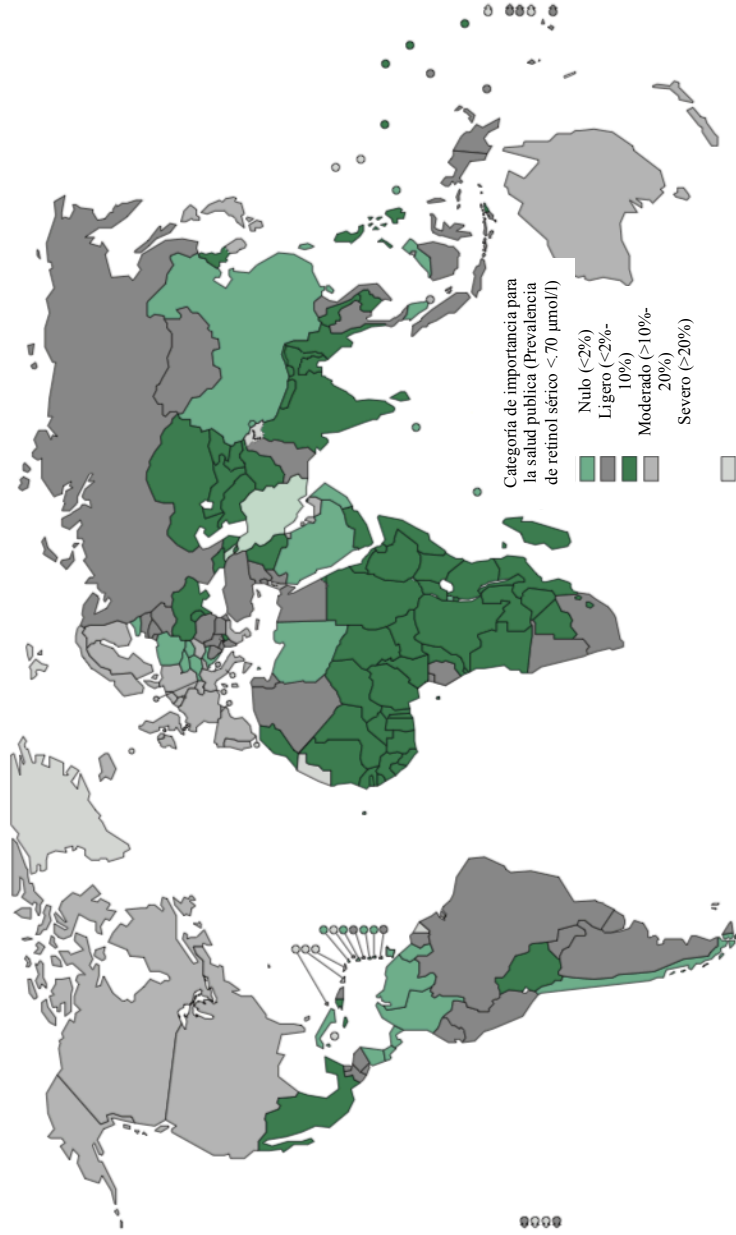 Categoría de importancia para
la salud publica (Prevalencia
de retinol sérico <.70 µmol/l)
Nulo (<2%)
Ligero (<2%-
10%)
Moderado (>10%-
20%)
Severo (>20%)